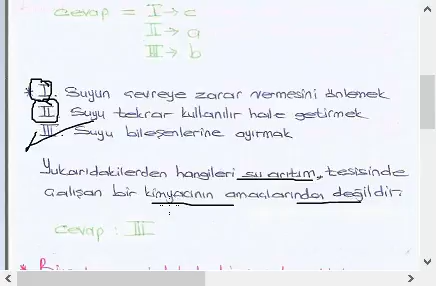 cevap = I → c
II → a
III → b
* I. Suyun çevreye zarar vermesini önlemek
II Suyu tekrar kullanılır hale getirmek
III. Suyu bileşenlerine ayırmak
Yukarıdakilerden hangileri su arıtım tesisinde
çalışan bir kimyacının amaçlarından değildir.
cevap : III